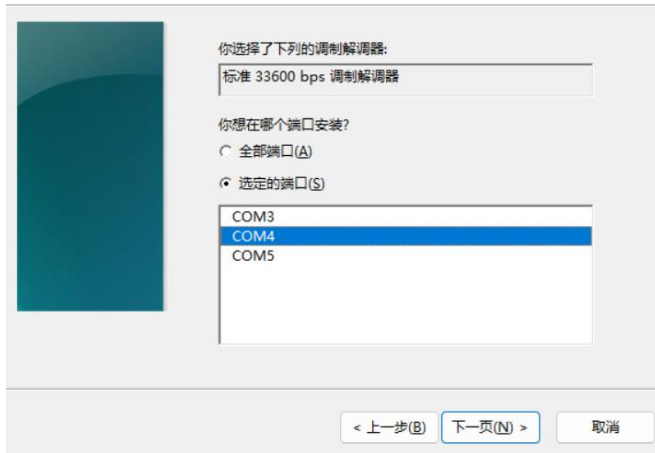 你选择了下列的调制解调器:
标准 33600 bps 调制解调器
你想在哪个端口安装?
全部端口(A)
选定的端口(S)
COM3
COM4
COM5
< 上一步(B)
下一页(N) >
取消